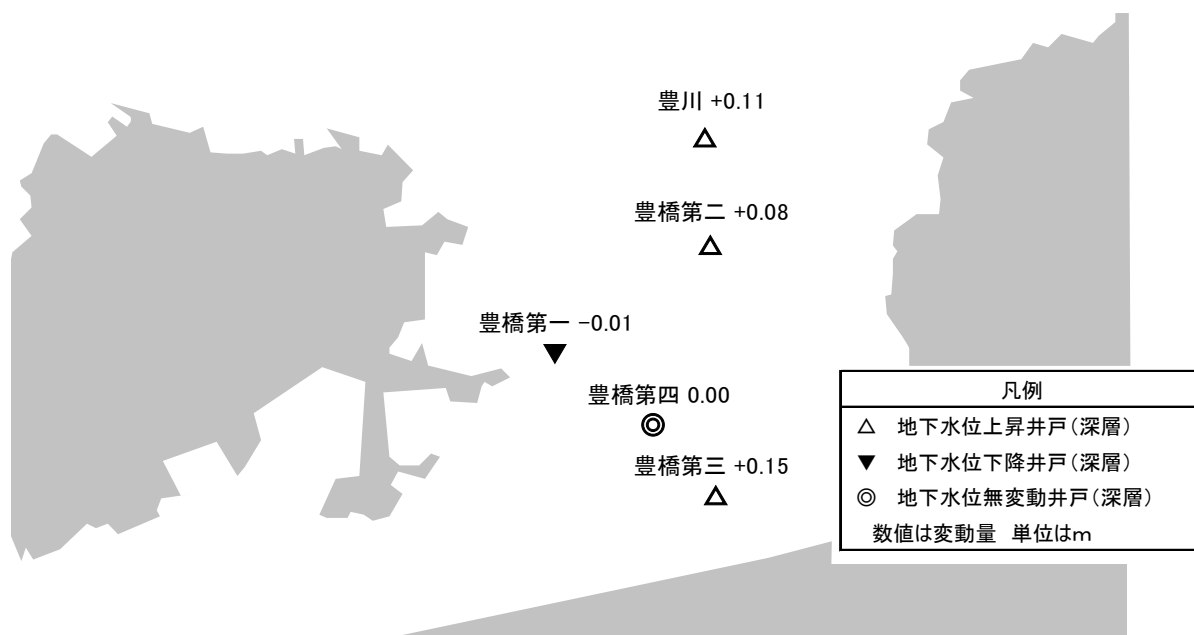 豊川 +0.11
豊橋第二 +0.08
豊橋第一 -0.01
豊橋第四 0.00
豊橋第三 +0.15
凡例
△ 地下水位上昇井戸(深層)
▼ 地下水位下降井戸(深層)
◎ 地下水位無変動井戸(深層)
数値は変動量 単位はm